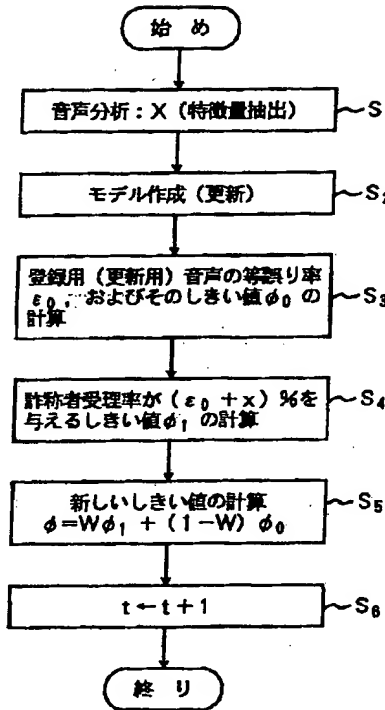 始 め
音声分析：X（特徴量抽出） ~S
モデル作成（更新） ~S₂
登録用（更新用）音声の等誤り率
ε₀ , およびそのしきい値φ₀ の
計算 ~S₃
詐称者受理率が（ε₀ + x）%を
与えるしきい値φ₁ の計算 ~S₄
新しいしきい値の計算
φ=Wφ₁ + (1-W) φ₀ ~S₅
t←t+1 ~S₆
終 り